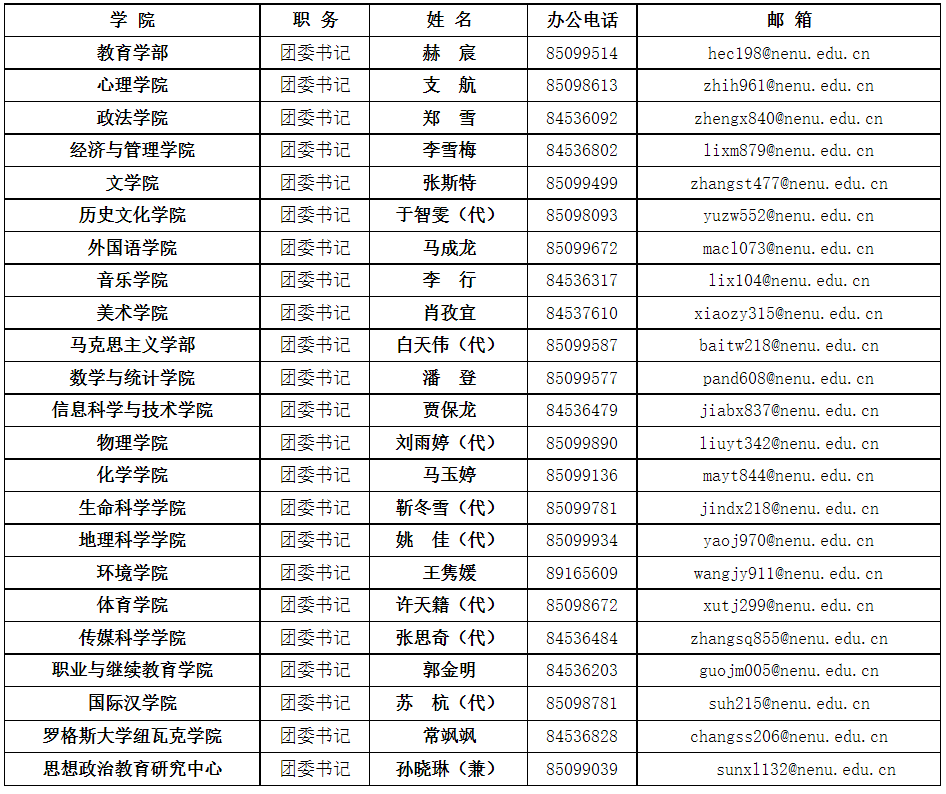 学 院 职 务 姓 名 办公电话 邮 箱
教育学部 团委书记 赫 宸 85099514 hec198@nenu.edu.cn
心理学院 团委书记 支 航 85098613 zhih961@nenu.edu.cn
政法学院 团委书记 郑 雪 84536092 zhengx840@nenu.edu.cn
经济与管理学院 团委书记 李雪梅 84536802 lixm879@nenu.edu.cn
文学院 团委书记 张斯特 85099499 zhangst477@nenu.edu.cn
历史文化学院 团委书记 于智雯（代） 85098093 yuzw552@nenu.edu.cn
外国语学院 团委书记 马成龙 85099672 macl073@nenu.edu.cn
音乐学院 团委书记 李 行 84536317 lix104@nenu.edu.cn
美术学院 团委书记 肖孜宜 84537610 xiaozy315@nenu.edu.cn
马克思主义学部 团委书记 白天伟（代） 85099587 baitw218@nenu.edu.cn
数学与统计学院 团委书记 潘 登 85099577 pand608@nenu.edu.cn
信息科学与技术学院 团委书记 贾保龙 84536479 jiabx837@nenu.edu.cn
物理学院 团委书记 刘雨婷（代） 85099890 liuyt342@nenu.edu.cn
化学学院 团委书记 马玉婷 85099136 mayt844@nenu.edu.cn
生命科学学院 团委书记 靳冬雪（代） 85099781 jindx218@nenu.edu.cn
地理科学学院 团委书记 姚 佳（代） 85099934 yaoj970@nenu.edu.cn
环境学院 团委书记 王隽媛 89165609 wangjy911@nenu.edu.cn
体育学院 团委书记 许天籍（代） 85098672 xutj299@nenu.edu.cn
传媒科学学院 团委书记 张思奇（代） 84536484 zhangsq855@nenu.edu.cn
职业与继续教育学院 团委书记 郭金明 84536203 guojm005@nenu.edu.cn
国际汉学院 团委书记 苏 杭（代） 85098781 suh215@nenu.edu.cn
罗格斯大学纽瓦克学院 团委书记 常飒飒 84536828 changss206@nenu.edu.cn
思想政治教育研究中心 团委书记 孙晓琳（兼） 85099039 sunxl132@nenu.edu.cn